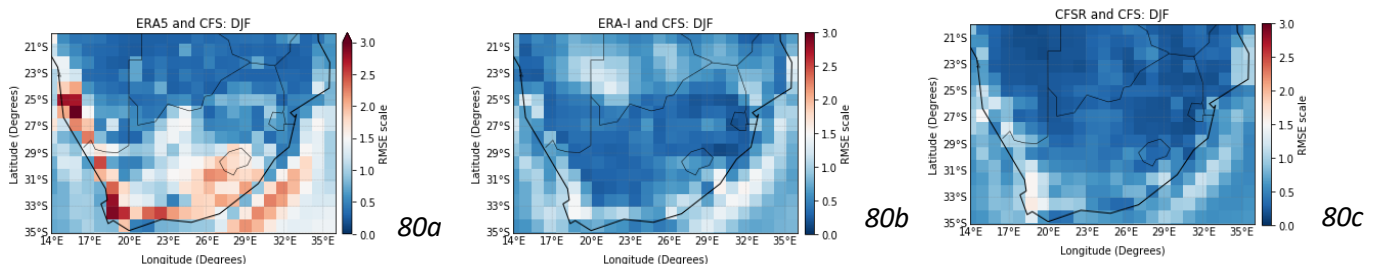 ERA5 and CFS: DJF
21°S
23°S
25°S
27°S
29°S
31°S
33°S
35°S
Latitude (Degrees)
14°E 17°E 20°E 23°E 26°E 29°E 32°E 35°E
Longitude (Degrees)
3.0
2.5
2.0
1.5
1.0
0.5
0.0
RMSE scale
80a
ERA-I and CFS: DJF
21°S
23°S
25°S
27°S
29°S
31°S
33°S
35°S
Latitude (Degrees)
14°E 17°E 20°E 23°E 26°E 29°E 32°E 35°E
Longitude (Degrees)
3.0
2.5
2.0
1.5
1.0
0.5
0.0
RMSE scale
80b
CFSR and CFS: DJF
21°S
23°S
25°S
27°S
29°S
31°S
33°S
35°S
Latitude (Degrees)
14°E 17°E 20°E 23°E 26°E 29°E 32°E 35°E
Longitude (Degrees)
3.0
2.5
2.0
1.5
1.0
0.5
0.0
RMSE scale
80c